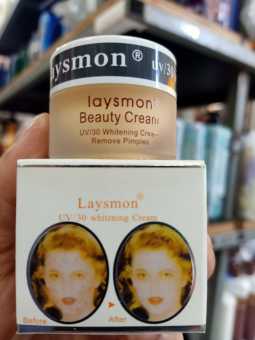 laysmon® UV/30
laysmon®
Beauty Cream
UV/30 Whitening Cream
Remove Pimples
Laysmon®
UV/30 whitening Cream
Before
After